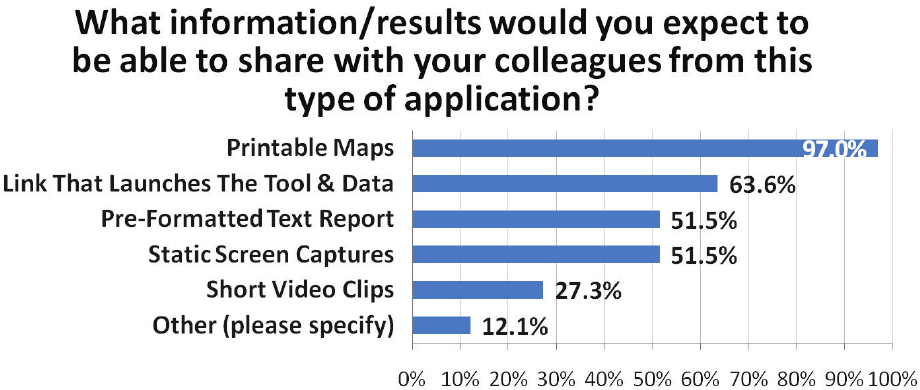 What information/results would you expect to
be able to share with your colleagues from this
type of application?
Printable Maps 97.0%
Link That Launches The Tool & Data 63.6%
Pre-Formatted Text Report 51.5%
Static Screen Captures 51.5%
Short Video Clips 27.3%
Other (please specify) 12.1%
0% 10% 20% 30% 40% 50% 60% 70% 80% 90% 100%